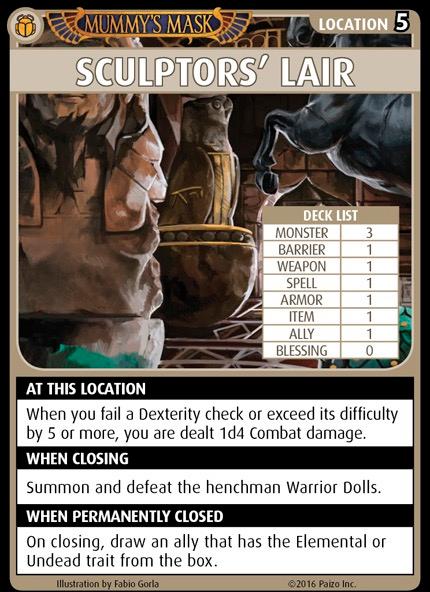 MUMMY'S MASK
LOCATION 5
SCULPTORS' LAIR
DECK LIST
MONSTER 3
BARRIER 1
WEAPON 1
SPELL 1
ARMOR 1
ITEM 1
ALLY 1
BLESSING 0
AT THIS LOCATION
When you fail a Dexterity check or exceed its difficulty
by 5 or more, you are dealt 1d4 Combat damage.
WHEN CLOSING
Summon and defeat the henchman Warrior Dolls.
WHEN PERMANENTLY CLOSED
On closing, draw an ally that has the Elemental or
Undead trait from the box.
Illustration by Fabio Gorla ©2016 Paizo Inc.